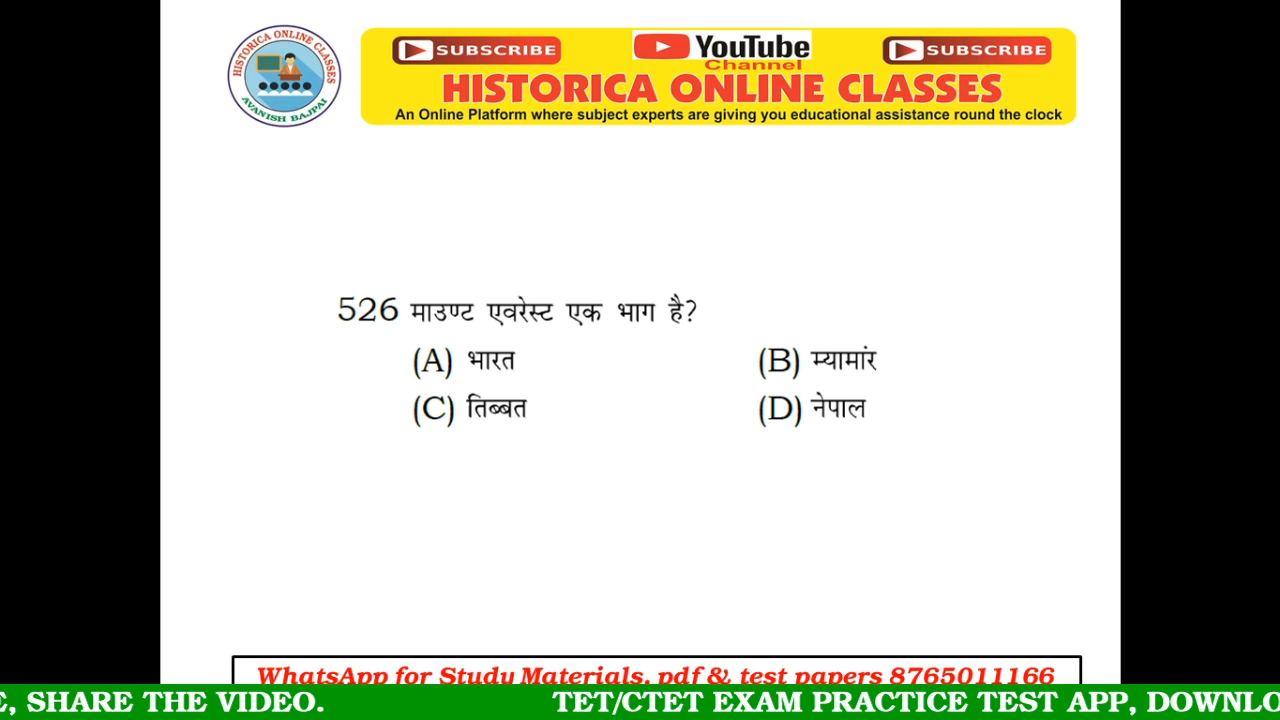 HISTORICA ONLINE CLASSES
AVANISH BAJPAI
SUBSCRIBE
YouTube
SUBSCRIBE
Channel
HISTORICA ONLINE CLASSES
An Online Platform where subject experts are giving you educational assistance round the clock
526 माउण्ट एवरेस्ट एक भाग है?
(A) भारत (B) म्यामांर
(C) तिब्बत (D) नेपाल
WhatsApp for Study Materials, pdf & test papers 8765011166
E, SHARE THE VIDEO. TET/CTET EXAM PRACTICE TEST APP, DOWNLO